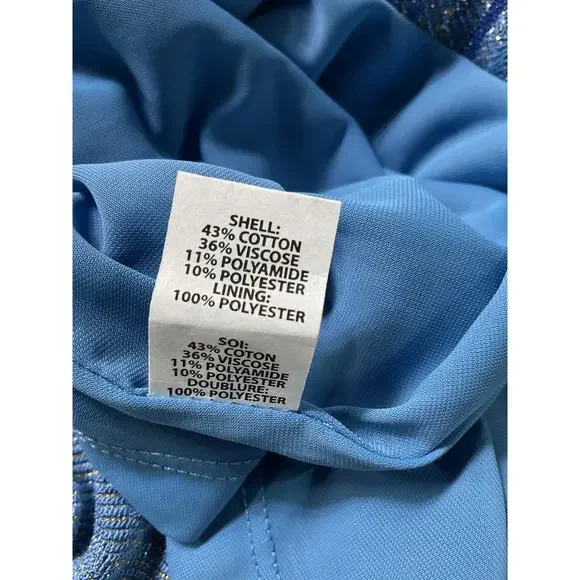 SHELL:
43% COTTON
36% VISCOSE
11% POLYAMIDE
10% POLYESTER
LINING:
100% POLYESTER
SOI:
43% COTON
36% VISCOSE
11% POLYAMIDE
10% POLYESTER
DOUBLURE:
100% POLYESTER